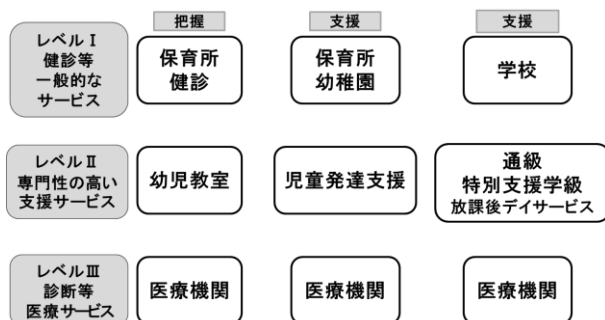 把握
支援
支援
レベルⅠ
健診等
一般的な
サービス
保育所
健診
保育所
幼稚園
学校
レベルⅡ
専門性の高い
支援サービス
幼児教室
児童発達支援
通級
特別支援学級
放課後デイサービス
レベルⅢ
診断等
医療サービス
医療機関
医療機関
医療機関